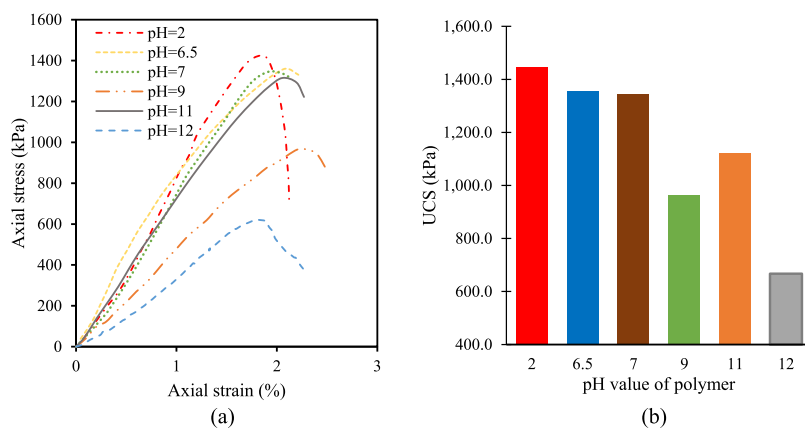 1600
1400
1200
1000
800
600
400
200
0
Axial stress (kPa)
pH=2
pH=6.5
pH=7
pH=9
pH=11
pH=12
0 1 2 3
Axial strain (%)
(a)
1,600.0
1,400.0
1,200.0
1,000.0
800.0
600.0
400.0
UCS (kPa)
2 6.5 7 9 11 12
pH value of polymer
(b)